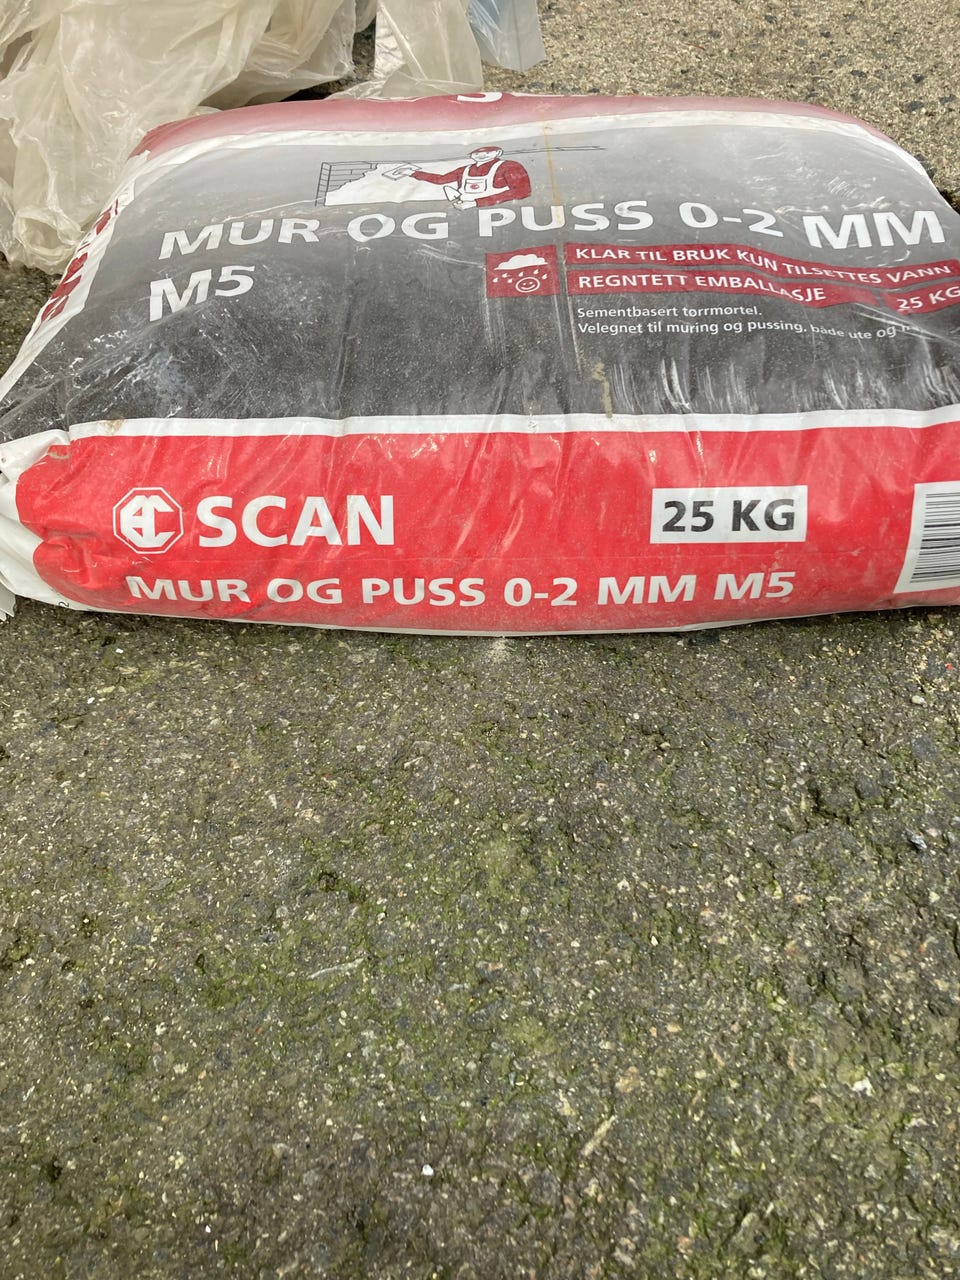 MUR OG PUSS 0-2 MM
M5
KLAR TIL BRUK KUN TILSETTES VANN
REGNTETT EMBALLASJE
25 KG
Sementbasert tørrmørtel.
Velegnet til muring og pussing, både ute og
SCAN
25 KG
MUR OG PUSS 0-2 MM M5